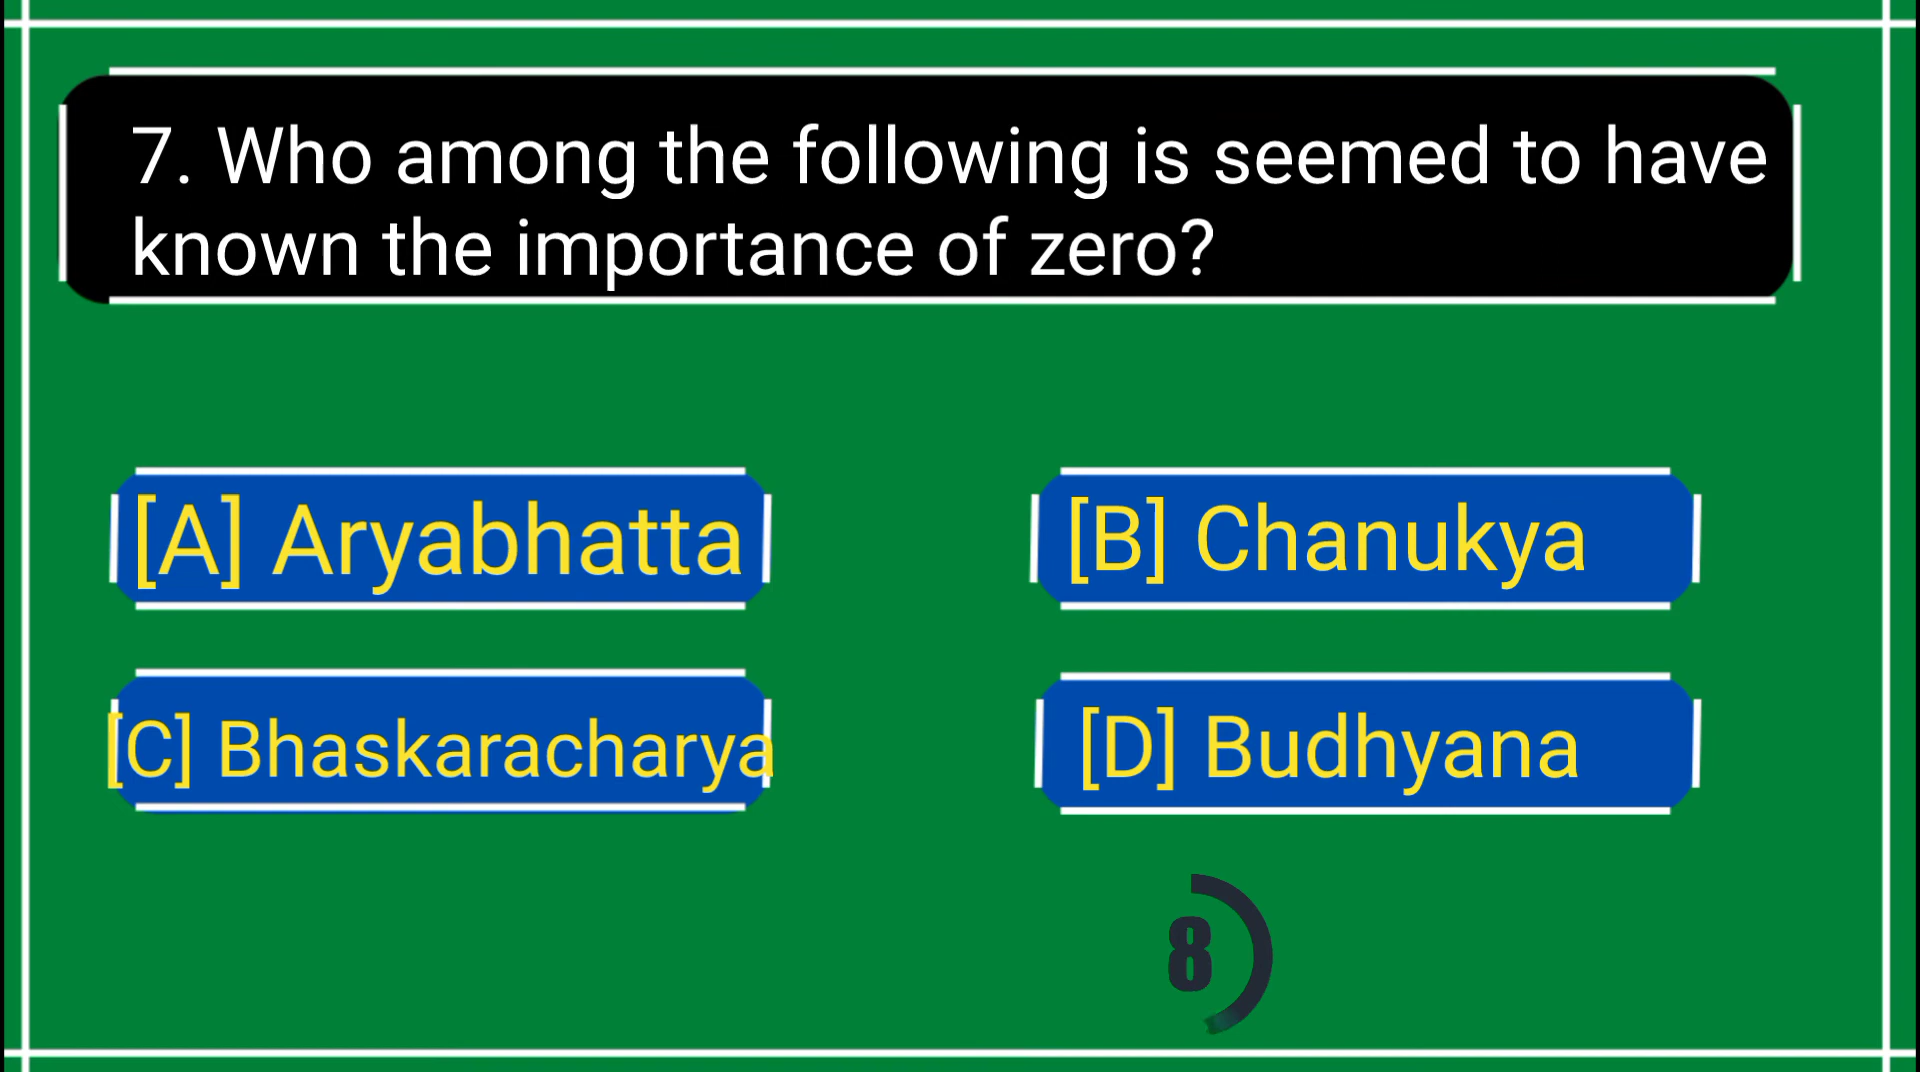 7. Who among the following is seemed to have
known the importance of zero?
[A] Aryabhatta
[B] Chanukya
[C] Bhaskaracharya
[D] Budhyana
8